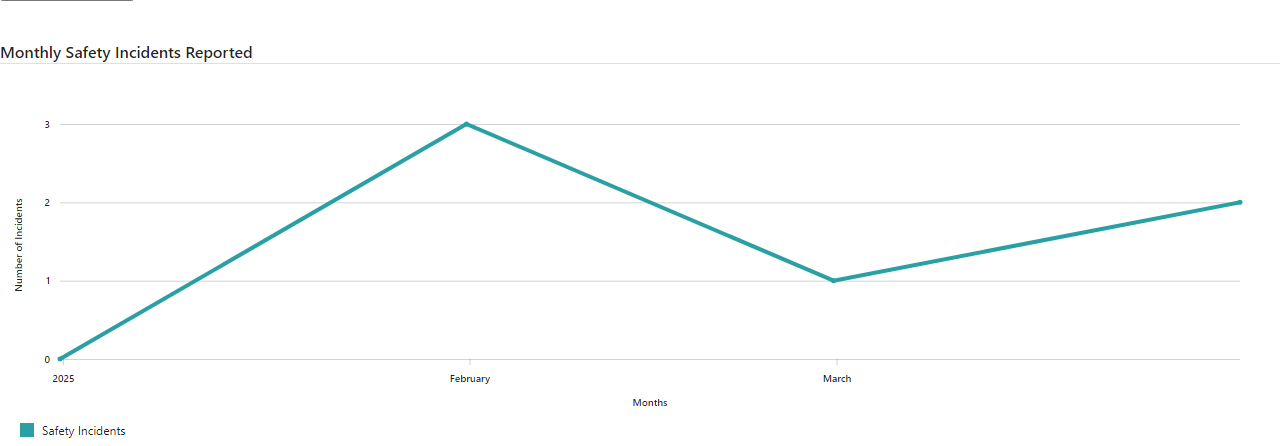 Monthly Safety Incidents Reported
3
2
1
0
Number of Incidents
2025
February
March
Months
Safety Incidents